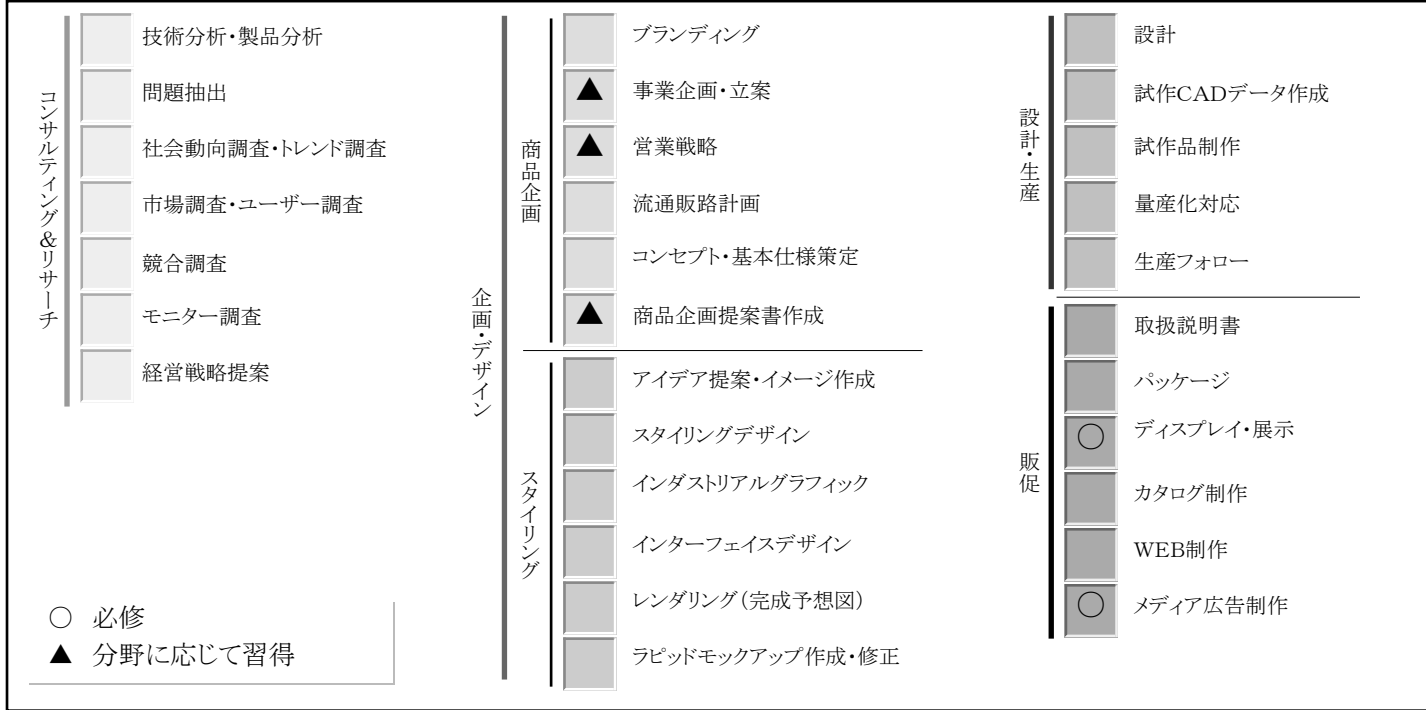 コンサルティング&リサーチ
技術分析・製品分析
問題抽出
社会動向調査・トレンド調査
市場調査・ユーザー調査
競合調査
モニター調査
経営戦略提案
○ 必修
▲ 分野に応じて習得
企画・デザイン
商品企画
ブランディング
▲ 事業企画・立案
▲ 営業戦略
流通販路計画
コンセプト・基本仕様策定
▲ 商品企画提案書作成
スタイリング
アイデア提案・イメージ作成
スタイリングデザイン
インダストリアルグラフィック
インターフェイスデザイン
レンダリング(完成予想図)
ラピッドモックアップ作成・修正
設計・生産
設計
試作CADデータ作成
試作品制作
量産化対応
生産フォロー
販促
取扱説明書
パッケージ
○ ディスプレイ・展示
カタログ制作
WEB制作
○ メディア広告制作